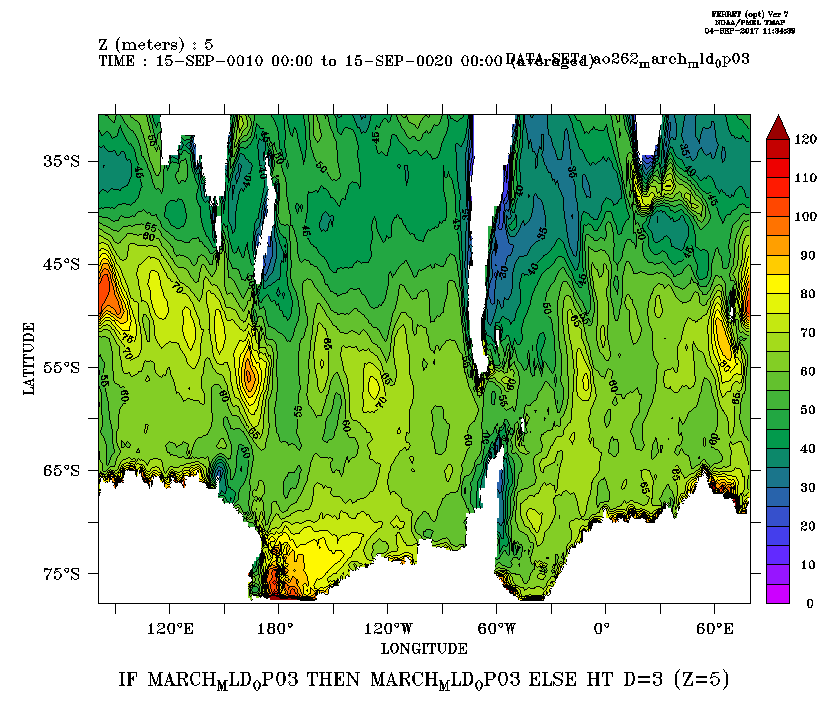 FERRET (opt) Ver 7
NOAA/PMEL TMAP
04-SEP-2017 11:34:39
Z (meters) : 5
TIME : 15-SEP-0010 00:00 to 15-SEP-0020 00:00 (averaged)
DATA SET: ao262_march_mld_0p03
35°S
45°S
55°S
65°S
75°S
LATITUDE
120°E 180° 120°W 60°W 0° 60°E
LONGITUDE
120
110
100
90
80
70
60
50
40
30
20
10
0
IF MARCH_MLD_0P03 THEN MARCH_MLD_0P03 ELSE HT D=3 (Z=5)